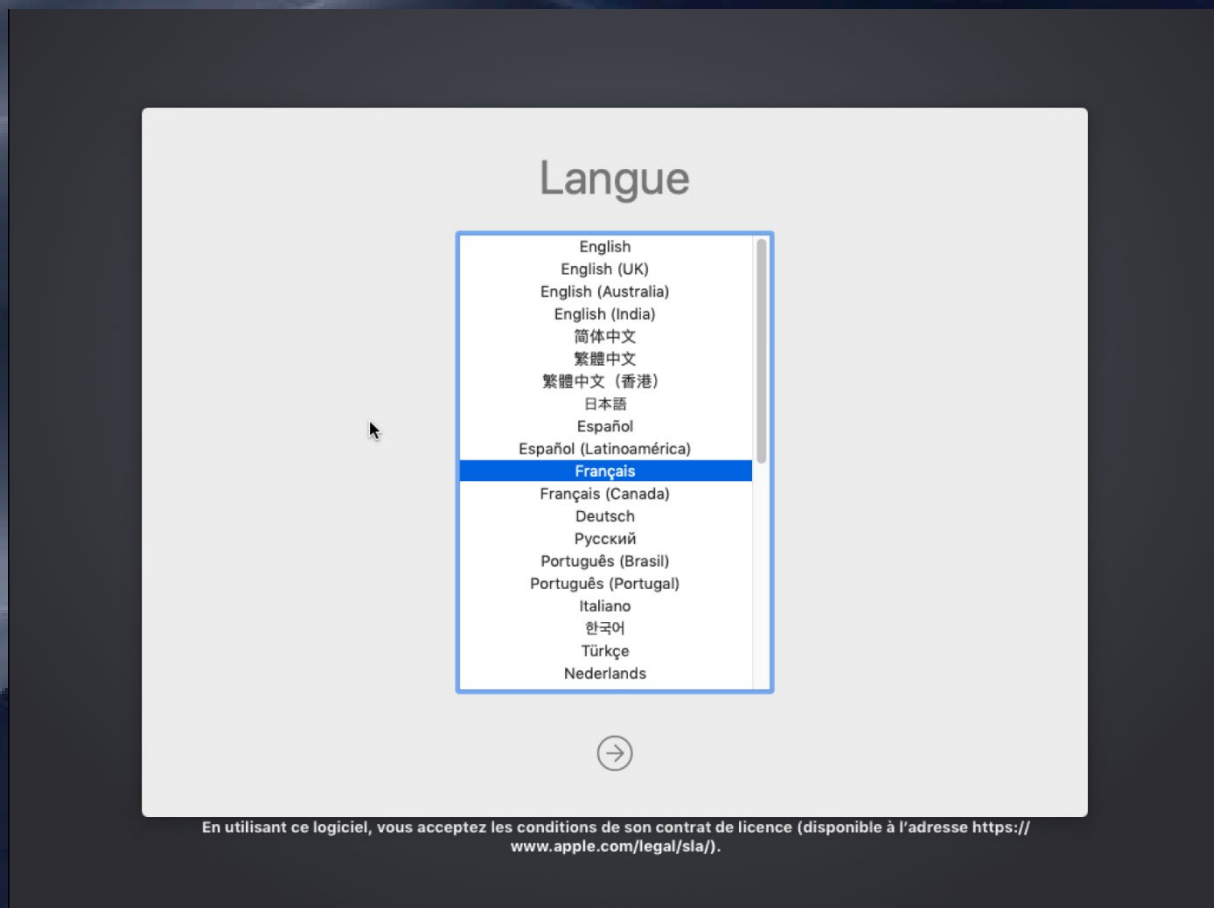 Langue
English
English (UK)
English (Australia)
English (India)
简体中文
繁體中文
繁體中文（香港）
日本語
Español
Español (Latinoamérica)
Français
Français (Canada)
Deutsch
Русский
Português (Brasil)
Português (Portugal)
Italiano
한국어
Türkçe
Nederlands
En utilisant ce logiciel, vous acceptez les conditions de son contrat de licence (disponible à l’adresse https://
www.apple.com/legal/sla/).